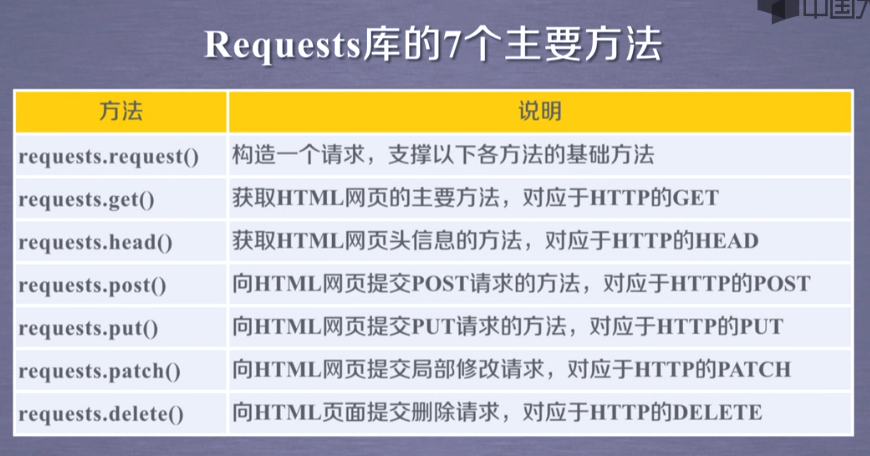 中国大
Requests库的7个主要方法
方法 说明
requests.request() 构造一个请求，支撑以下各方法的基础方法
requests.get() 获取HTML网页的主要方法，对应于HTTP的GET
requests.head() 获取HTML网页头信息的方法，对应于HTTP的HEAD
requests.post() 向HTML网页提交POST请求的方法，对应于HTTP的POST
requests.put() 向HTML网页提交PUT请求的方法，对应于HTTP的PUT
requests.patch() 向HTML网页提交局部修改请求，对应于HTTP的PATCH
requests.delete() 向HTML页面提交删除请求，对应于HTTP的DELETE